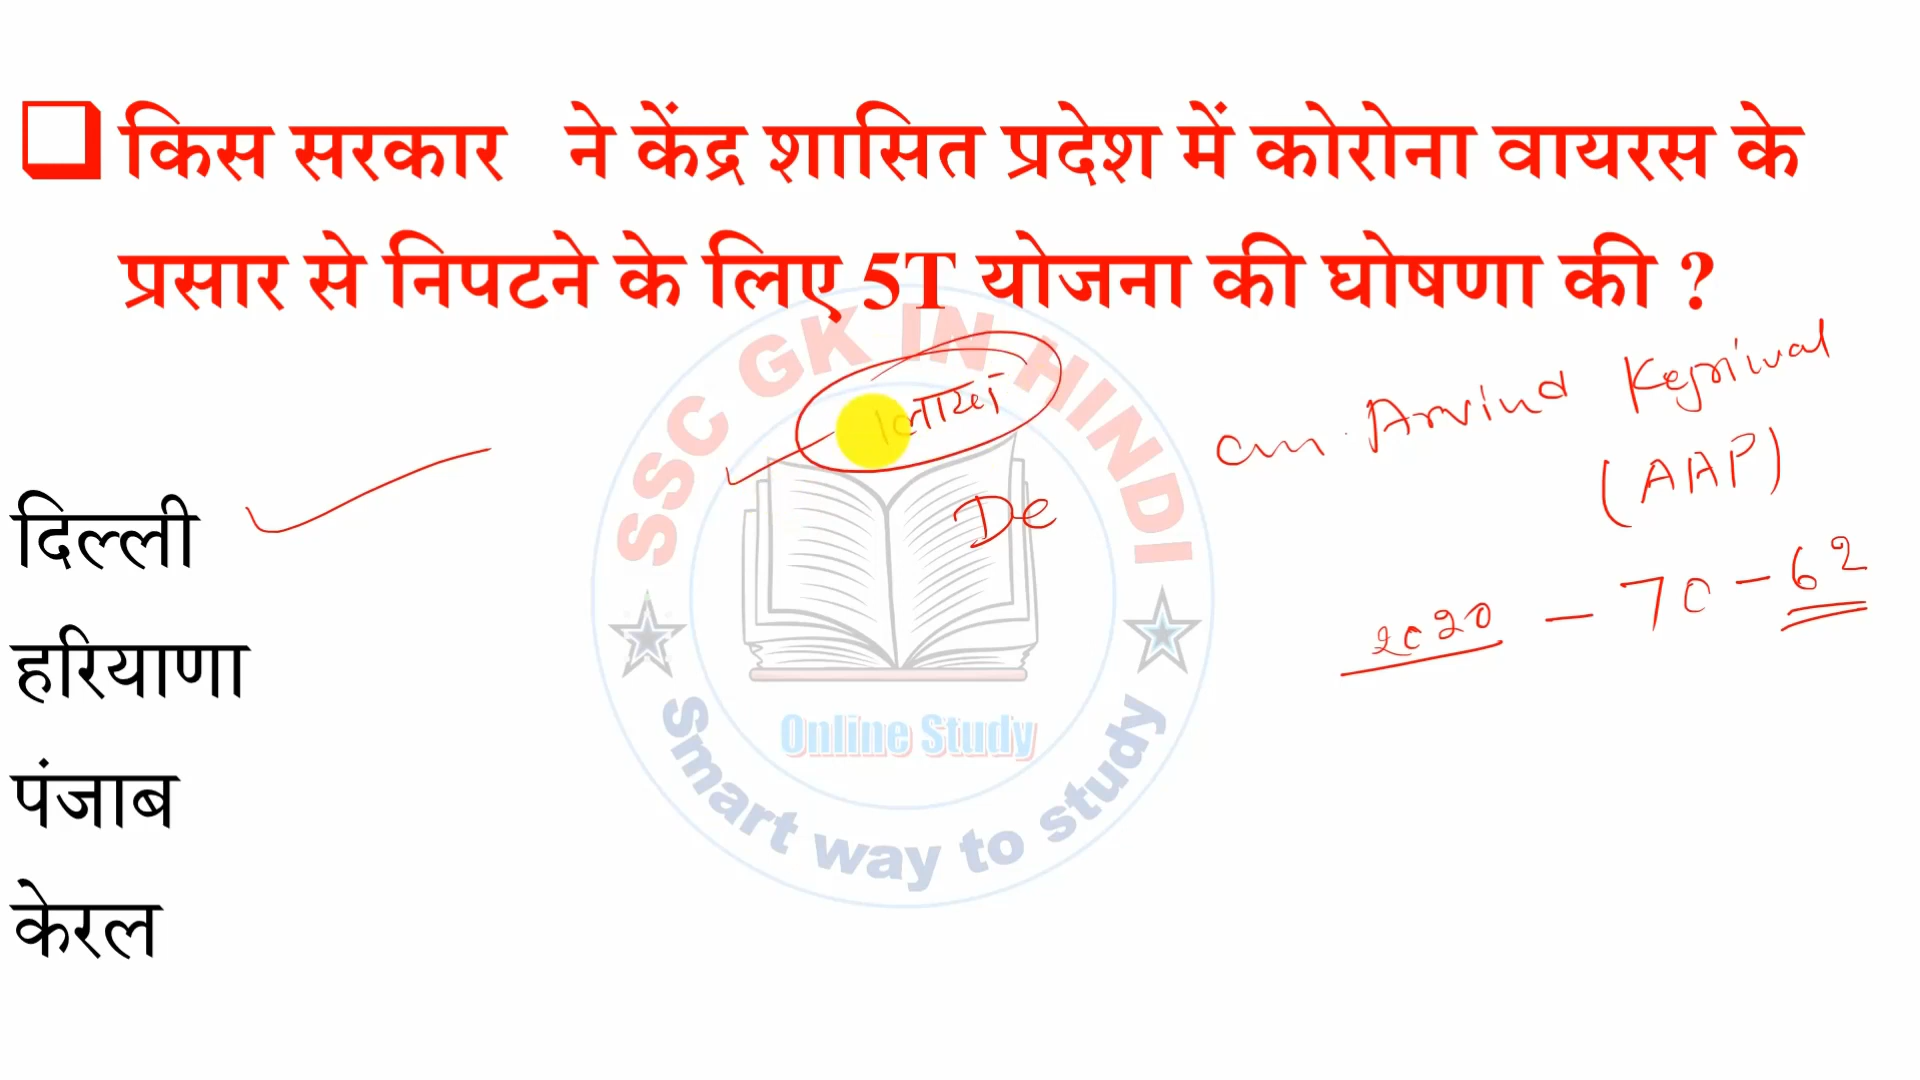 किस सरकार ने केंद्र शासित प्रदेश में कोरोना वायरस के
प्रसार से निपटने के लिए 5T योजना की घोषणा की ?
दिल्ली
हरियाणा
पंजाब
केरल
SSC GK IN HINDI
Online Study
Smart way to study
De
cm. Arvind Kejriwal
(AAP)
2020 - 70 - 62